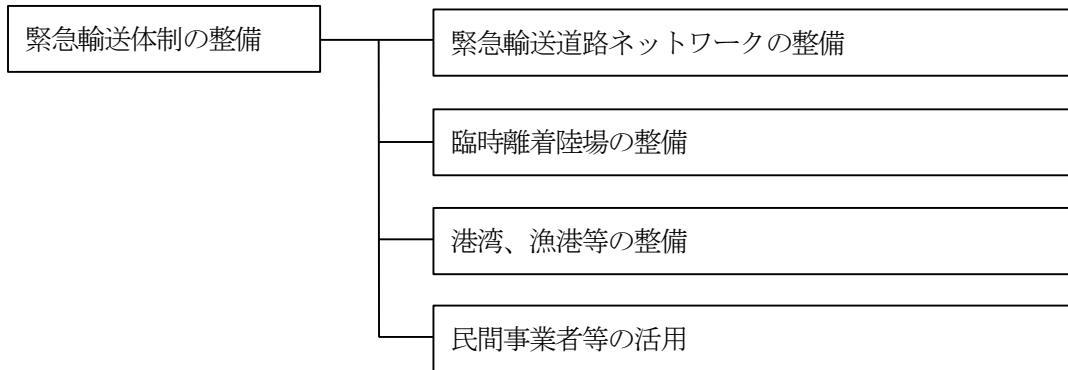 緊急輸送体制の整備
緊急輸送道路ネットワークの整備
臨時離着陸場の整備
港湾、漁港等の整備
民間事業者等の活用